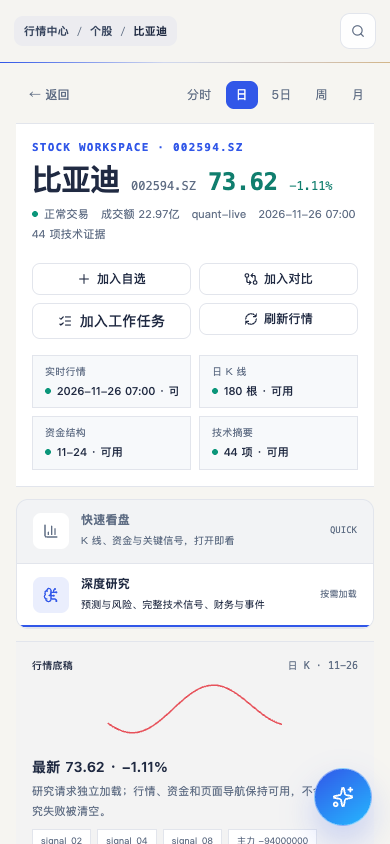 行情中心 / 个股 / 比亚迪
← 返回
分时 日 5日 周 月
STOCK WORKSPACE · 002594.SZ
比亚迪 002594.SZ 73.62 −1.11%
正常交易 成交额 22.97亿 quant-live 2026-11-26 07:00
44 项技术证据
加入自选
加入对比
加入工作任务
刷新行情
实时行情
2026-11-26 07:00 · 可
日 K 线
180 根 · 可用
资金结构
11-24 · 可用
技术摘要
44 项 · 可用
快速看盘
K 线、资金与关键信号，打开即看
QUICK
深度研究
预测与风险、完整技术信号、财务与事件
按需加载
行情底稿
日 K · 11-26
最新 73.62 · −1.11%
研究请求独立加载；行情、资金和页面导航保持可用，不
究失败被清空。
signal_02 signal_04 signal_08 主力 -94000000